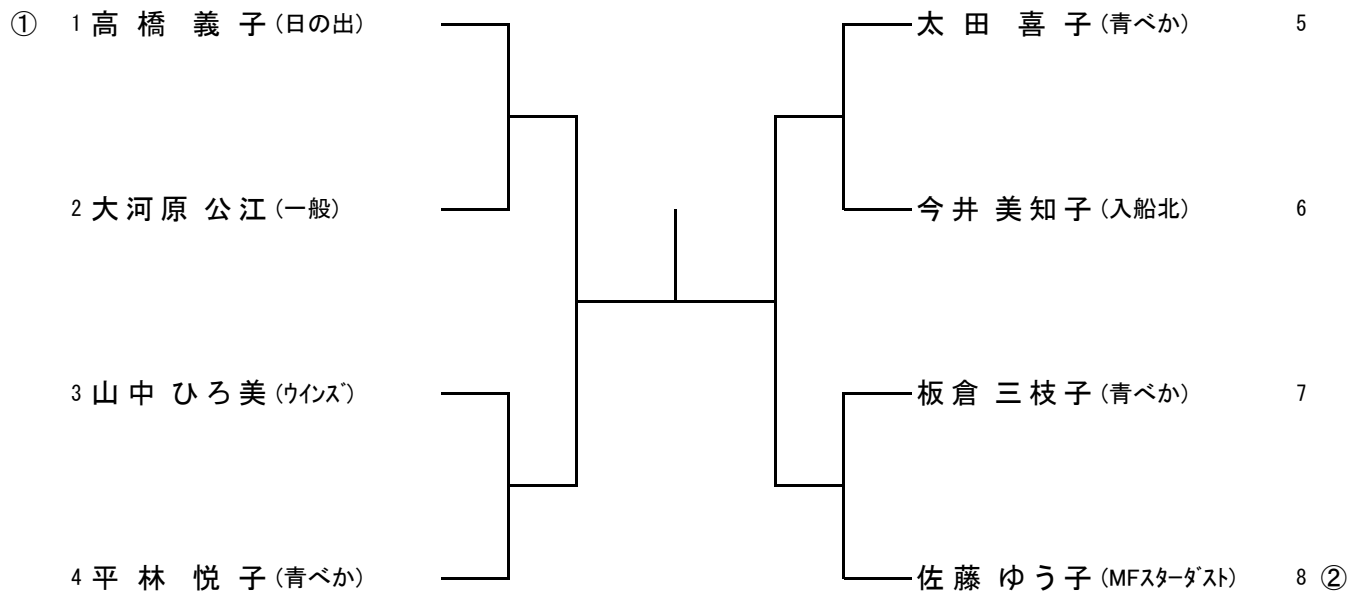 ① 1 高橋 義子 (日の出)
太田 喜子 (青べか) 5
2 大河原 公江 (一般)
今井 美知子 (入船北) 6
3 山中 ひろ美 (ｳｲﾝｽﾞ)
板倉 三枝子 (青べか) 7
4 平林 悦子 (青べか)
佐藤 ゆう子 (MFｽﾀｰﾀﾞｽﾄ) 8 ②